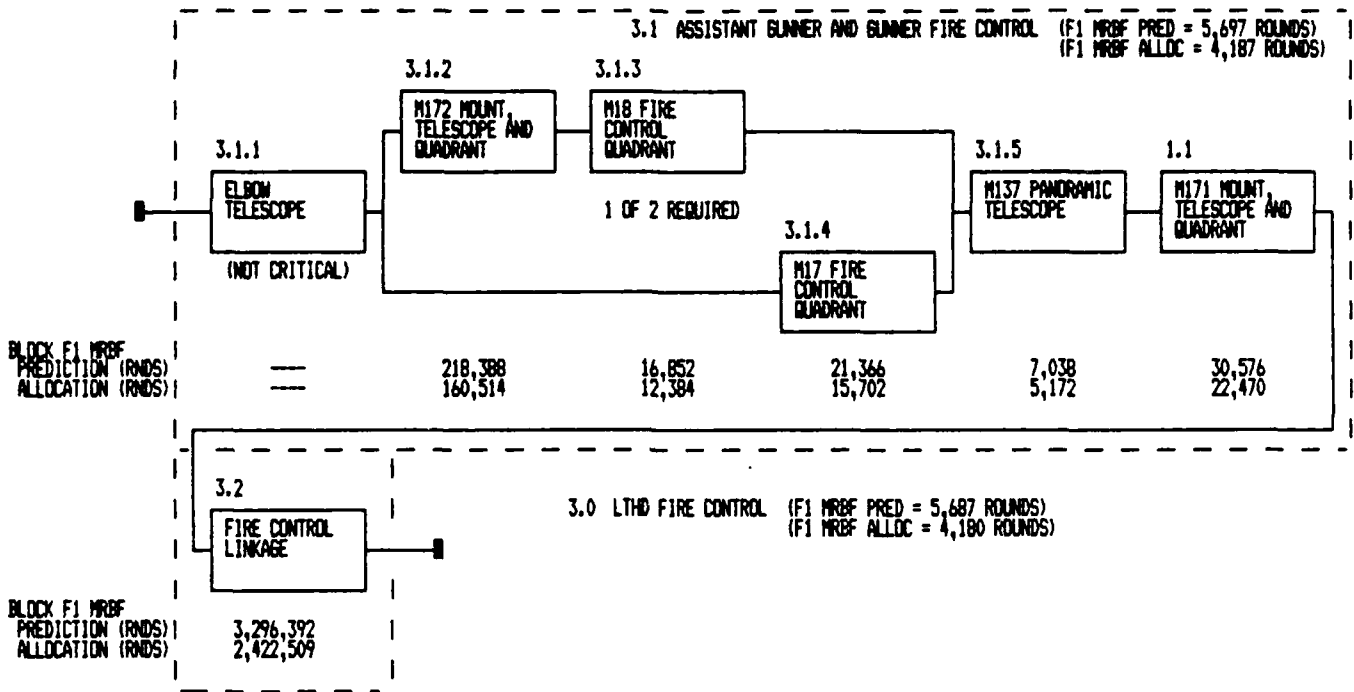 3.1 ASSISTANT GUNNER AND GUNNER FIRE CONTROL (F1 MRBF PRED = 5,697 ROUNDS)
(F1 MRBF ALLOC = 4,187 ROUNDS)
3.1.1
ELBOW
TELESCOPE
(NOT CRITICAL)
3.1.2
M172 MOUNT,
TELESCOPE AND
QUADRANT
3.1.3
M18 FIRE
CONTROL
QUADRANT
1 OF 2 REQUIRED
3.1.4
M17 FIRE
CONTROL
QUADRANT
3.1.5
M137 PANORAMIC
TELESCOPE
1.1
M171 MOUNT,
TELESCOPE AND
QUADRANT
BLOCK F1 MRBF
PREDICTION (RNDS) ---- 218,388 16,852 21,366 7,038 30,576
ALLOCATION (RNDS) ---- 160,514 12,384 15,702 5,172 22,470
3.2
FIRE CONTROL
LINKAGE
3.0 LTHD FIRE CONTROL (F1 MRBF PRED = 5,687 ROUNDS)
(F1 MRBF ALLOC = 4,180 ROUNDS)
BLOCK F1 MRBF
PREDICTION (RNDS) 3,296,392
ALLOCATION (RNDS) 2,422,509